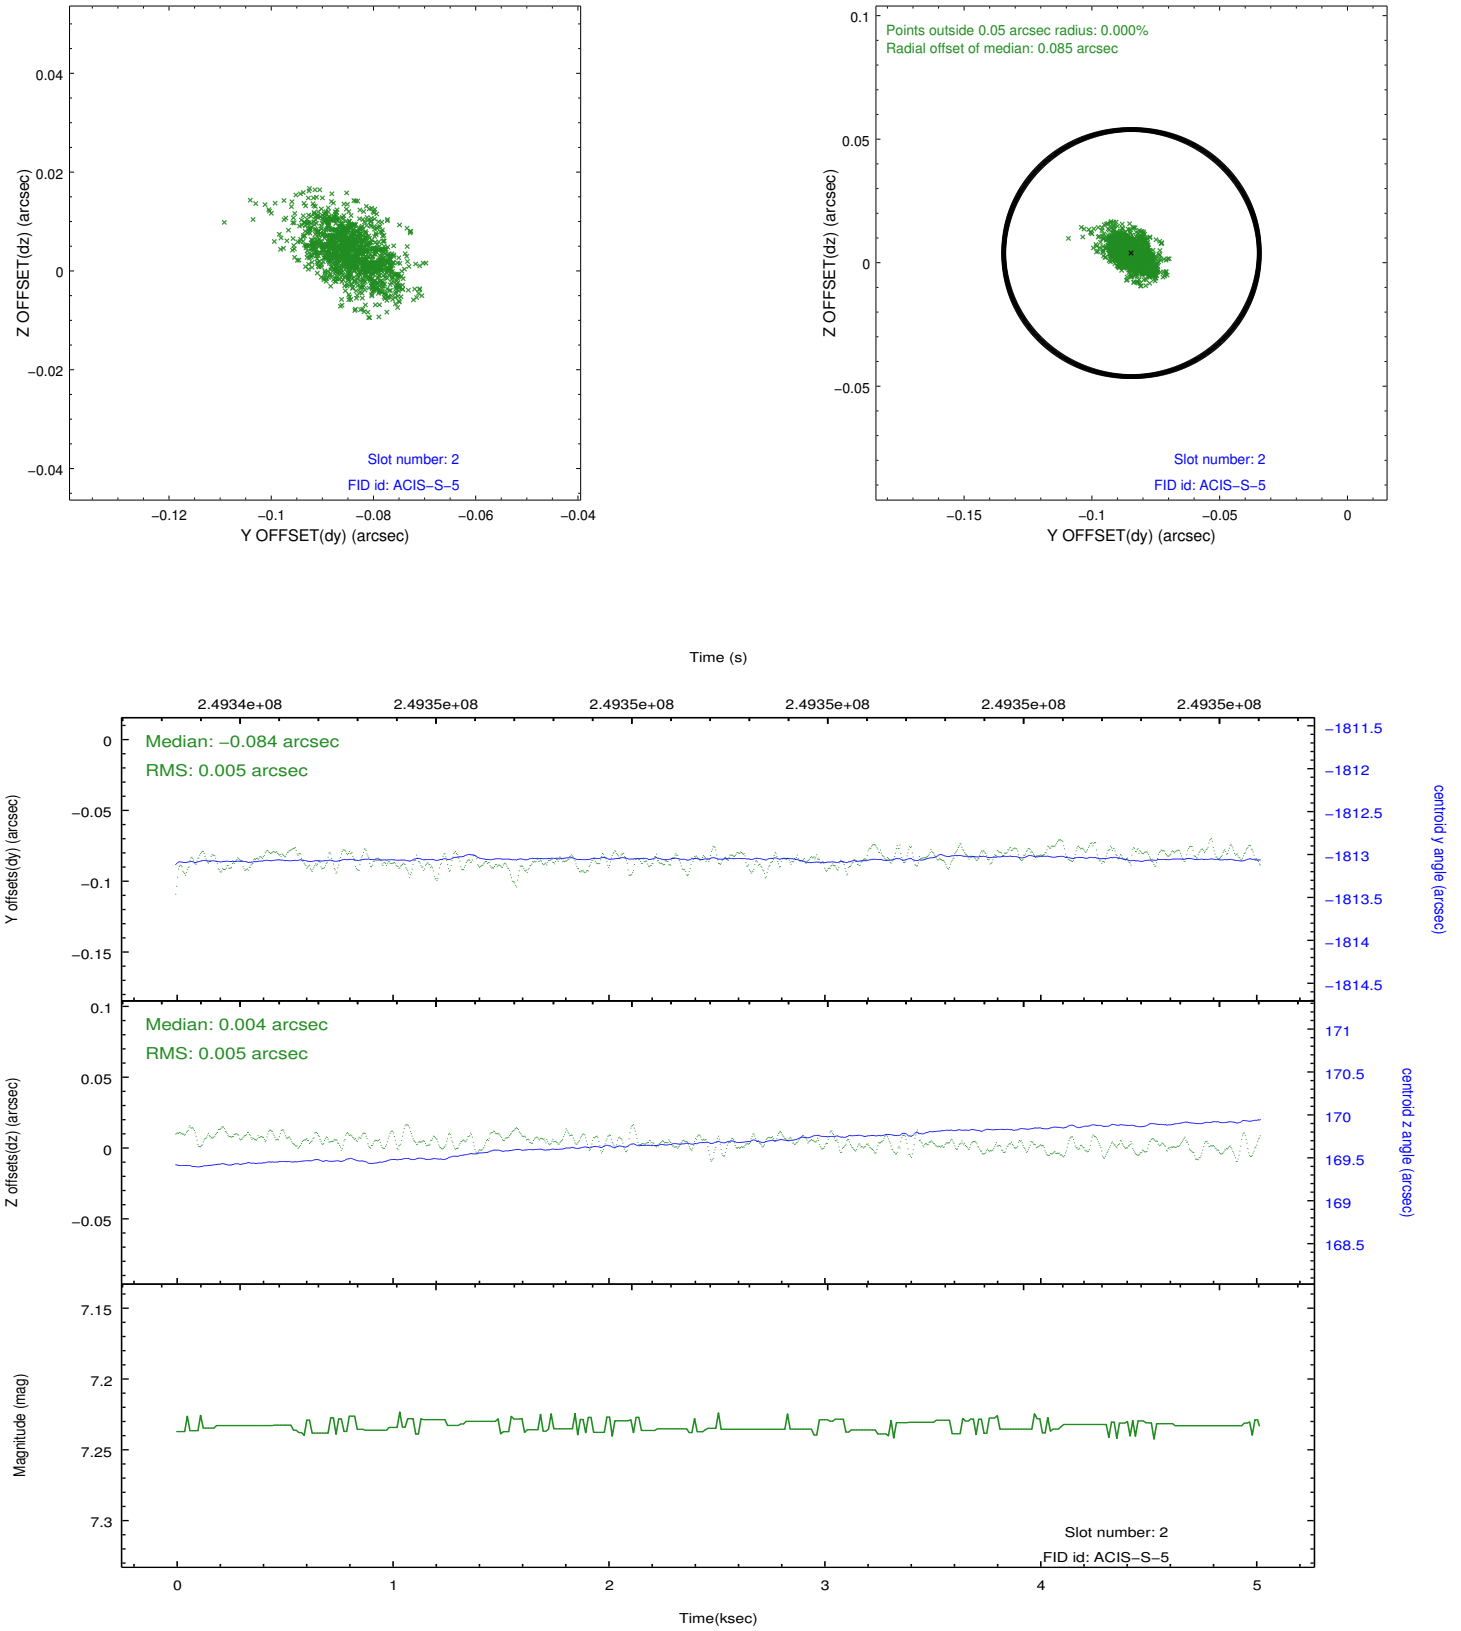 0.04
0.02
0
−0.02
−0.04
−0.12
−0.1
−0.08
−0.06
−0.04
Z OFFSET(dz) (arcsec)
Y OFFSET(dy) (arcsec)
Slot number: 2
FID id: ACIS−S−5
Points outside 0.05 arcsec radius: 0.000%
Radial offset of median: 0.085 arcsec
0.1
0.05
0
−0.05
−0.15
−0.1
−0.05
0
Z OFFSET(dz) (arcsec)
Y OFFSET(dy) (arcsec)
Slot number: 2
FID id: ACIS−S−5
Time (s)
2.4934e+08
2.4935e+08
2.4935e+08
2.4935e+08
2.4935e+08
2.4935e+08
Median: −0.084 arcsec
RMS: 0.005 arcsec
0
−0.05
−0.1
−0.15
Y offsets(dy) (arcsec)
−1811.5
−1812
−1812.5
−1813
−1813.5
−1814
−1814.5
centroid y angle (arcsec)
Median: 0.004 arcsec
RMS: 0.005 arcsec
0.1
0.05
0
−0.05
Z offsets(dz) (arcsec)
171
170.5
170
169.5
169
168.5
centroid z angle (arcsec)
7.15
7.2
7.25
7.3
Magnitude (mag)
Slot number: 2
FID id: ACIS−S−5
0
1
2
3
4
5
Time(ksec)